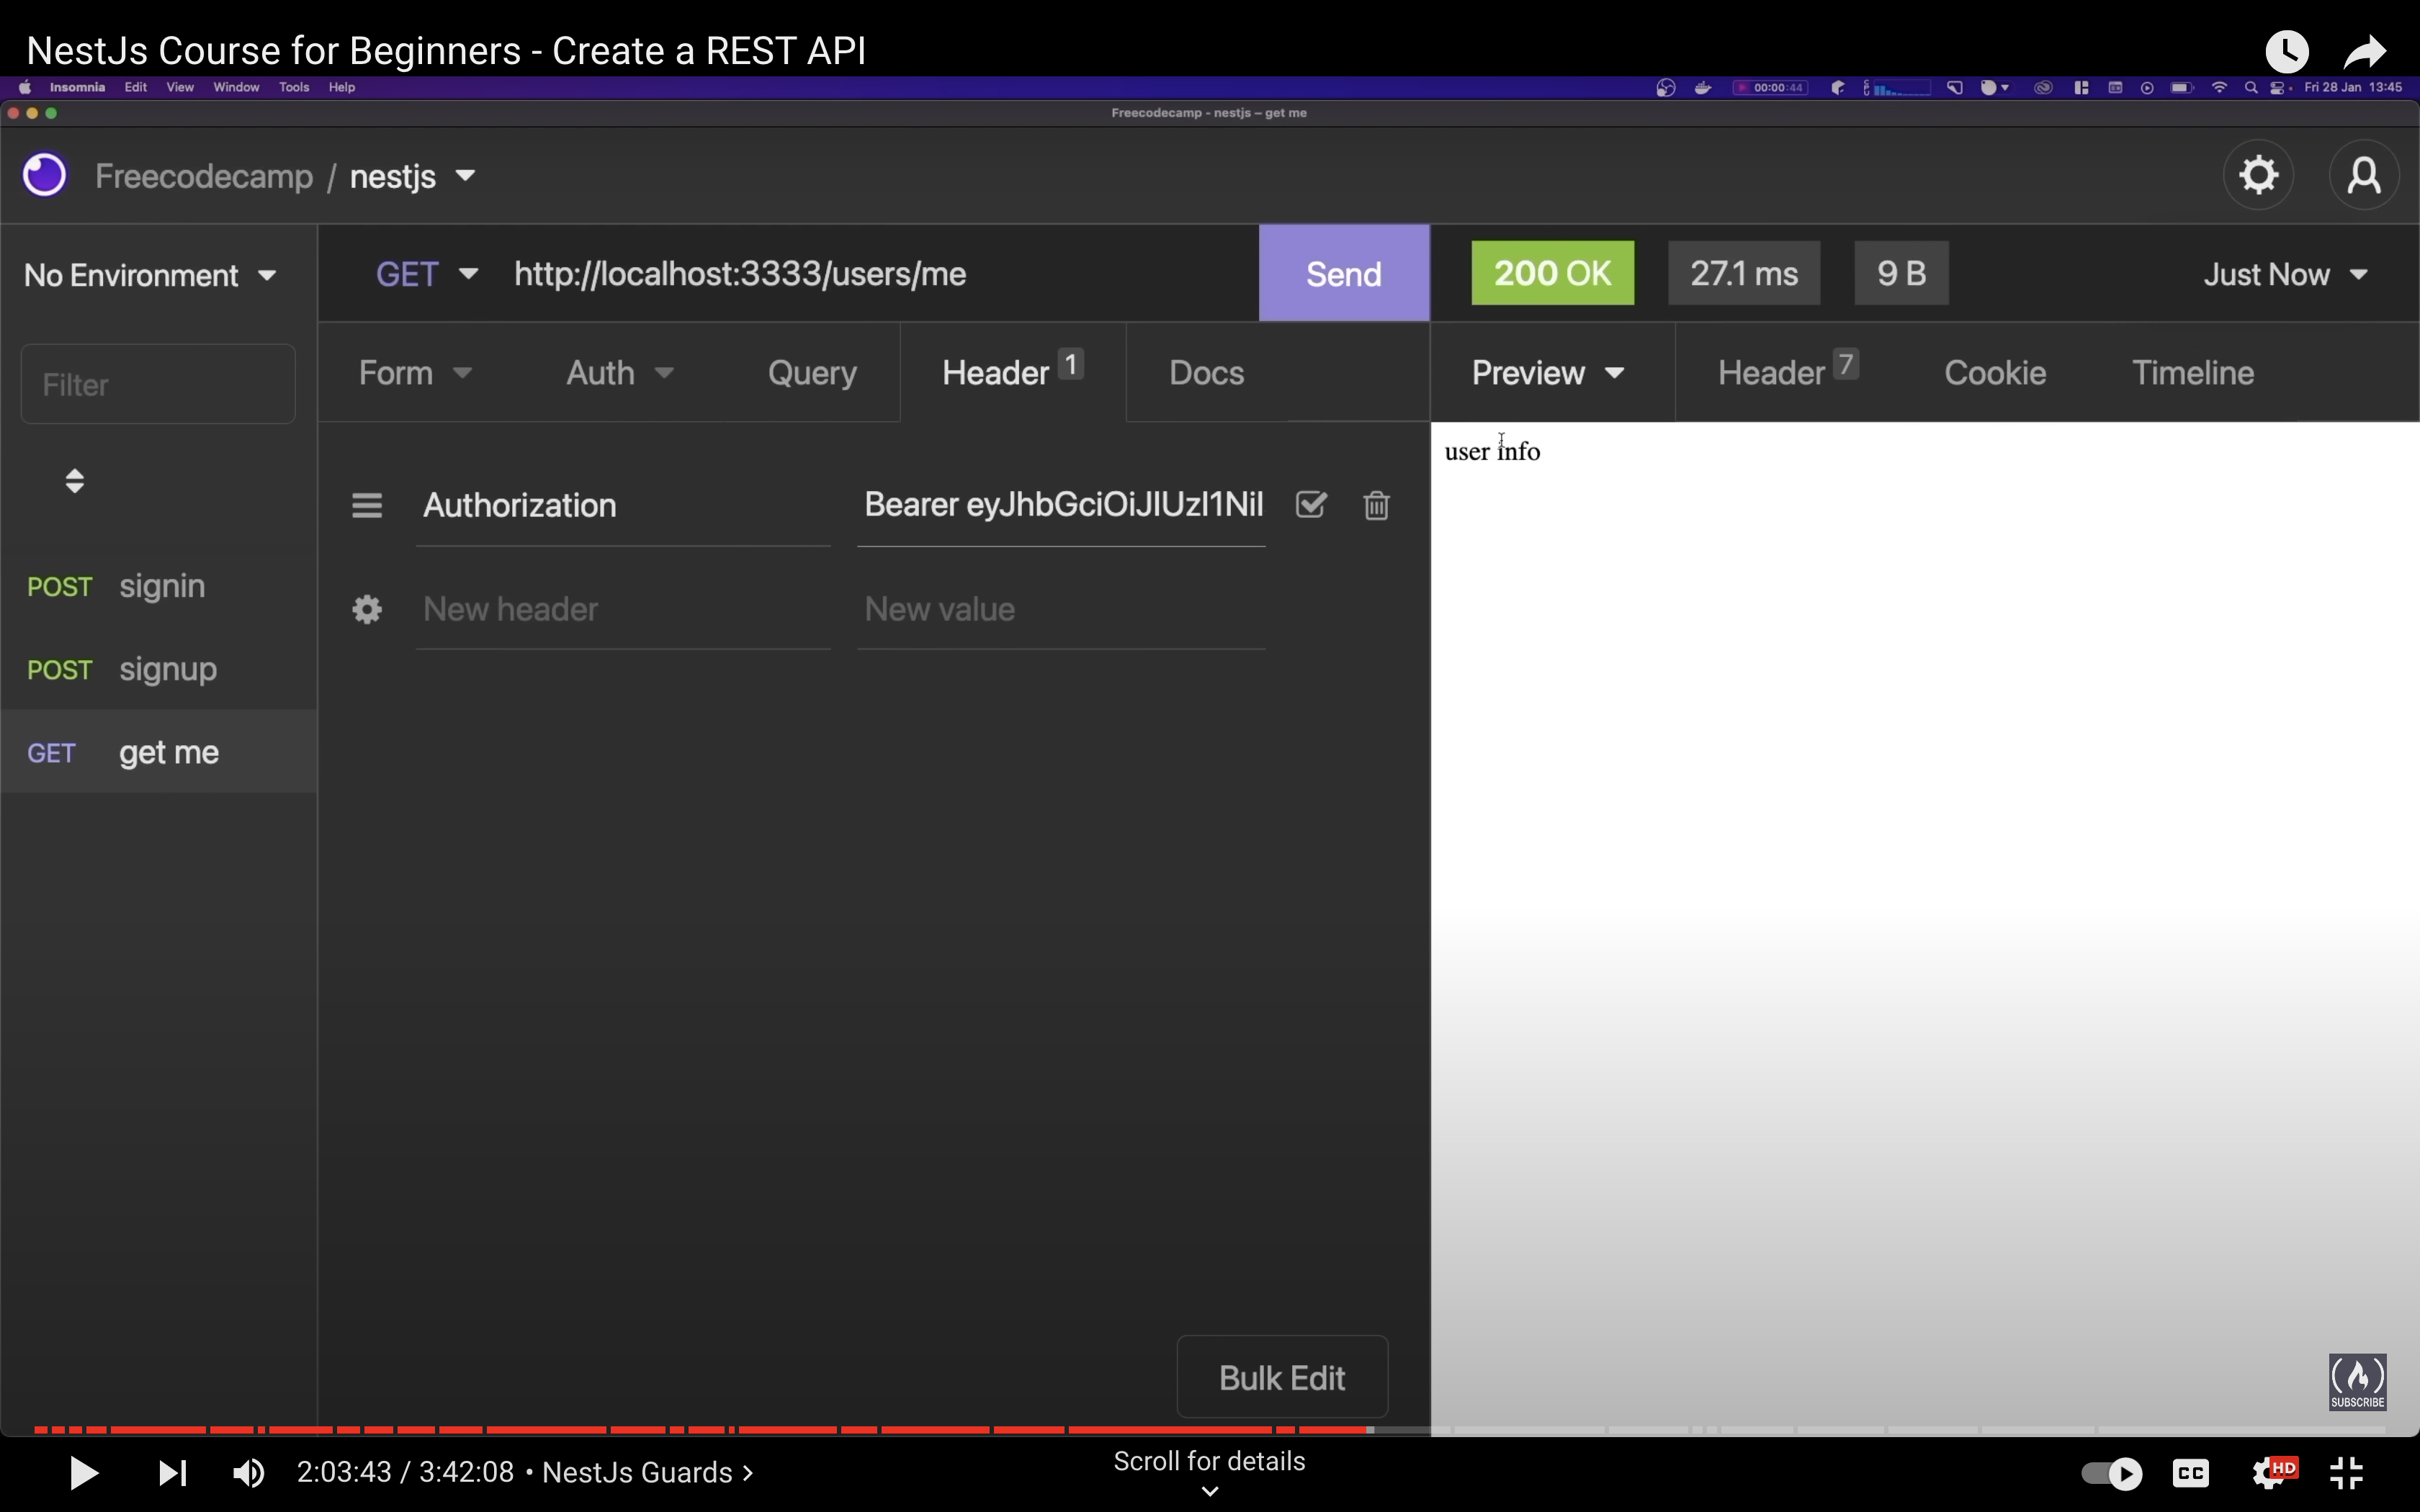 NestJs Course for Beginners - Create a REST API
Insomnia Edit View Window Tools Help
00:00:44
Fri 28 Jan 13:45
Freecodecamp - nestjs – get me
Freecodecamp / nestjs
No Environment
GET http://localhost:3333/users/me
Send
200 OK
27.1 ms
9 B
Just Now
Filter
Form
Auth
Query
Header 1
Docs
Preview
Header 7
Cookie
Timeline
user info
Authorization
Bearer eyJhbGciOiJIUzI1NiI
New header
New value
POST signin
POST signup
GET get me
Bulk Edit
SUBSCRIBE
2:03:43 / 3:42:08 • NestJs Guards >
Scroll for details
CC
HD